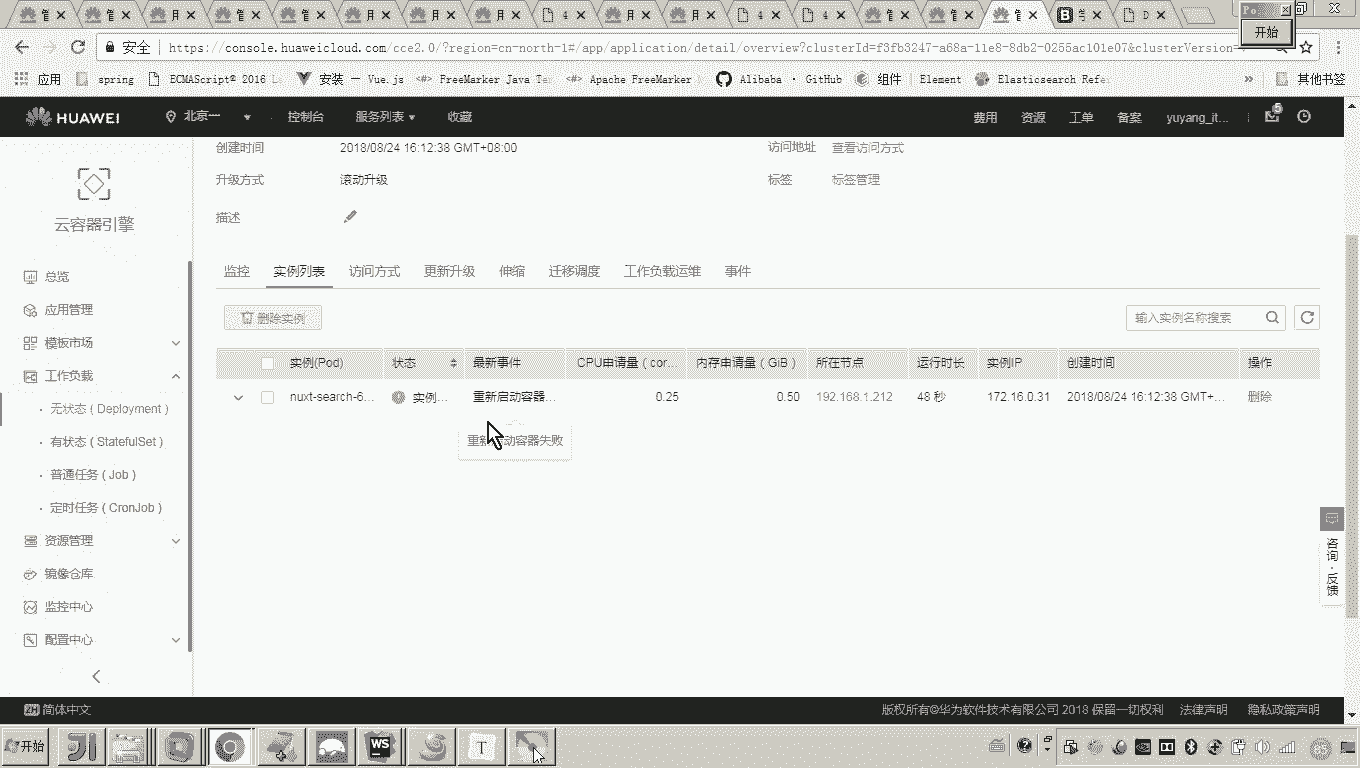 管
管
月
管
管
月
月
月
4
月
月
4
4
管
管
管
D
Po
开始
安全
https://console.huaweicloud.com/cce2.0/?region=cn-north-1#/app/application/detail/overview?clusterId=f3fb3247-a68a-11e8-8db2-0255ac101e07&clusterVersion=
应用 spring ECMAScript® 2016 安装 — Vue.js FreeMarker Java Apache FreeMarker Alibaba · GitHub 组件 Element Elasticsearch » 其他书签
HUAWEI 北京一 控制台 服务列表 收藏 费用 资源 工单 备案 yuyang_it... 5
创建时间 2018/08/24 16:12:38 GMT+08:00 访问地址 查看访问方式
升级方式 滚动升级 标签 标签管理
描述
云容器引擎
总览
应用管理
模板市场
工作负载
· 无状态 ( Deployment )
· 有状态 ( StatefulSet )
· 普通任务 ( Job )
· 定时任务 ( CronJob )
资源管理
镜像仓库
监控中心
配置中心
监控 实例列表 访问方式 更新升级 伸缩 迁移调度 工作负载运维 事件
删除实例 输入实例名称搜索
实例(Pod) 状态 最新事件 CPU申请量 ( cor... 内存申请量 ( GiB ) 所在节点 运行时长 实例IP 创建时间 操作
nuxt-search-6... 实例... 重新启动容器... 0.25 0.50 192.168.1.212 48 秒 172.16.0.31 2018/08/24 16:12:38 GMT+... 删除
重新启动容器失败
咨询·反馈
简体中文 版权所有©华为软件技术有限公司 2018 保留一切权利 法律声明 隐私政策声明
开始 WS T 85